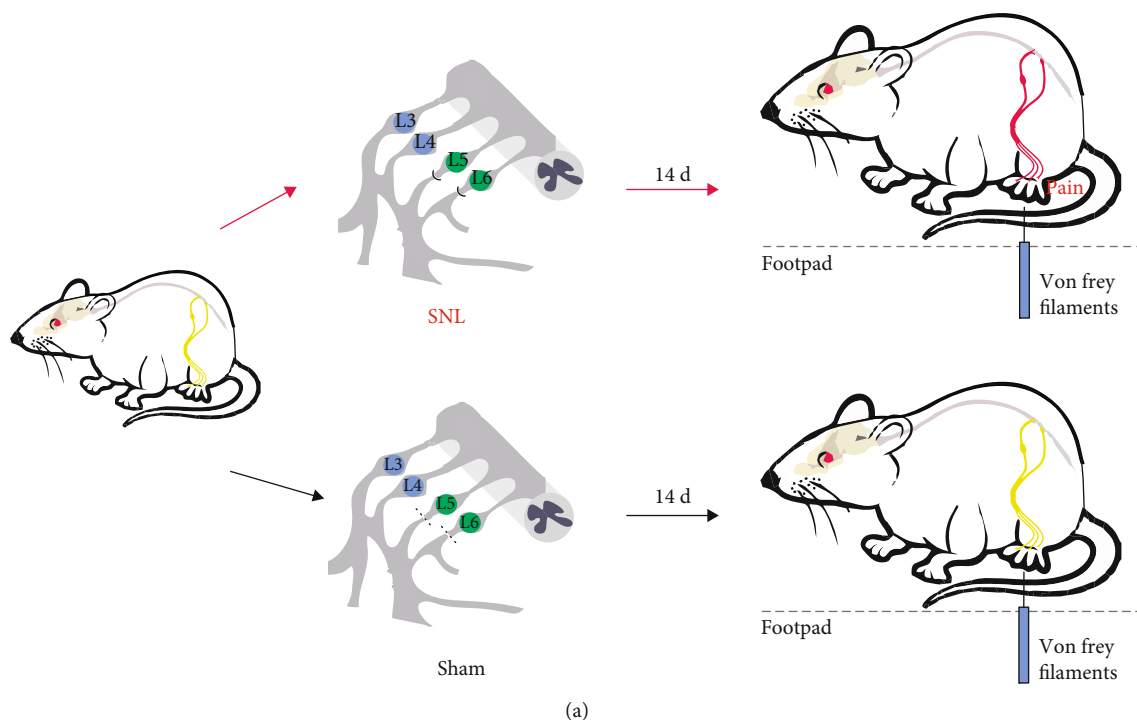 L3
L4
L5
L6
SNL
14 d
Pain
Footpad
Von frey
filaments
L3
L4
L5
L6
Sham
14 d
Footpad
Von frey
filaments
(a)